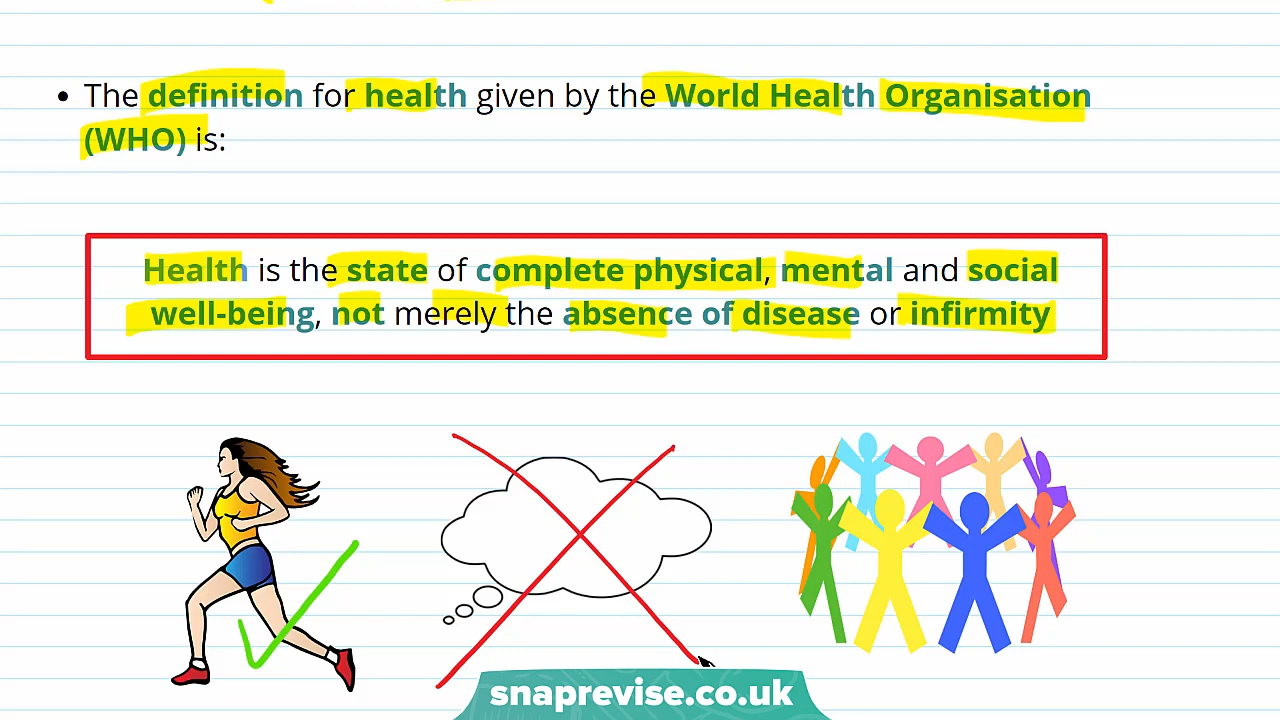 • The definition for health given by the World Health Organisation
(WHO) is:
Health is the state of complete physical, mental and social
well-being, not merely the absence of disease or infirmity
snaprevise.co.uk